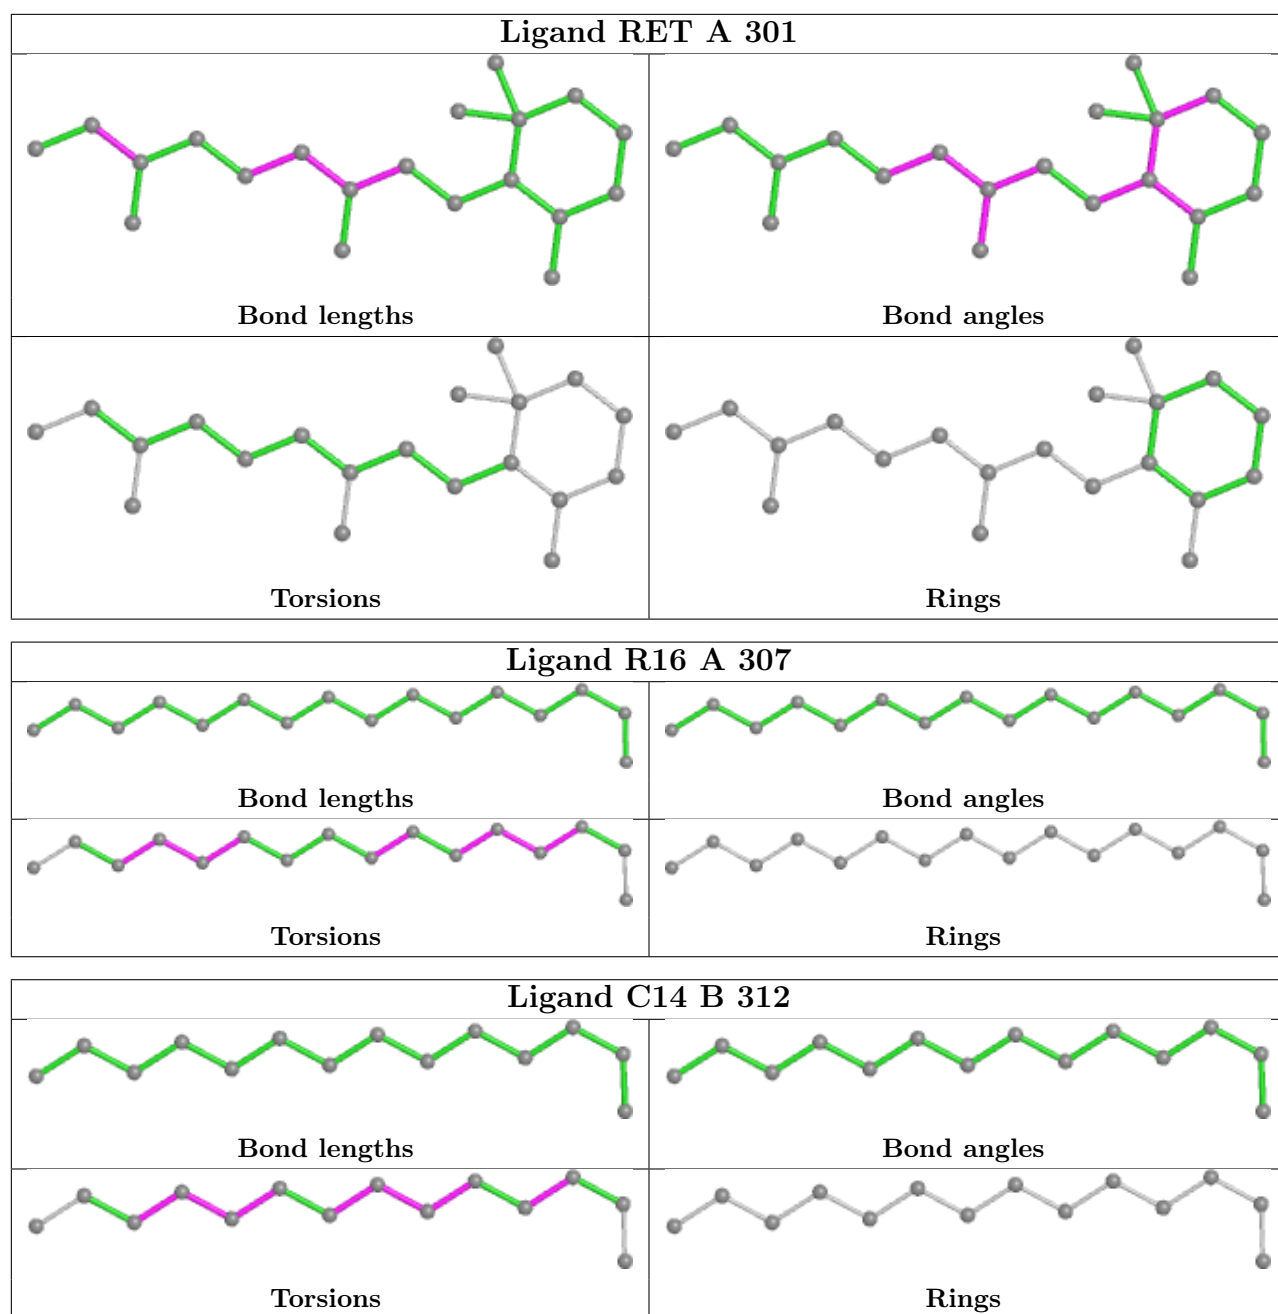 Ligand RET A 301
Bond lengths
Bond angles
Torsions
Rings
Ligand R16 A 307
Bond lengths
Bond angles
Torsions
Rings
Ligand C14 B 312
Bond lengths
Bond angles
Torsions
Rings